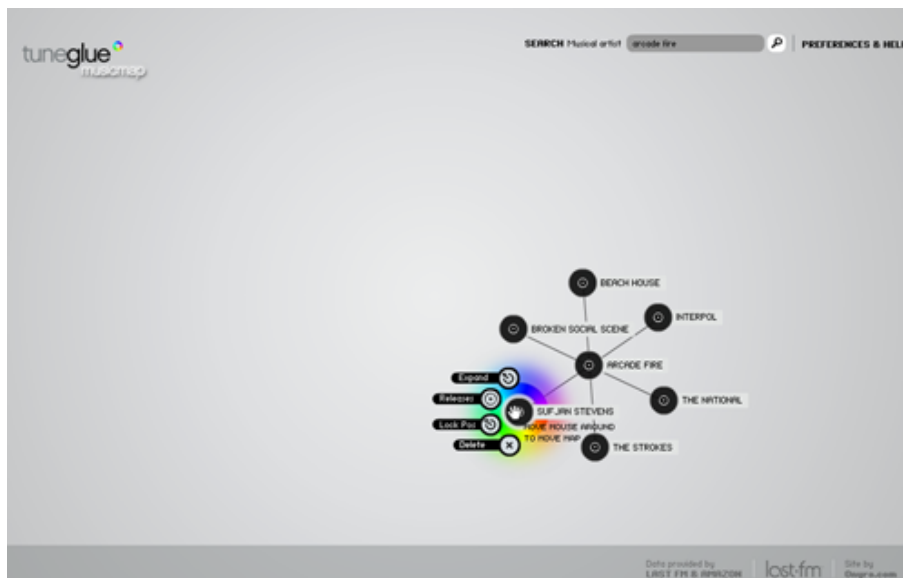 tuneglue
musicmap
SEARCH Musical artist arcade fire PREFERENCES & HEL
BEACH HOUSE
INTERPOL
BROKEN SOCIAL SCENE
ARCADE FIRE
Expand
Releases
THE NATIONAL
SUFJAN STEVENS
Lock Pos
MOVE MOUSE AROUND
TO MOVE MAP
Delete
THE STROKES
Data provided by
LAST FM & AMAZON
last·fm
Site by